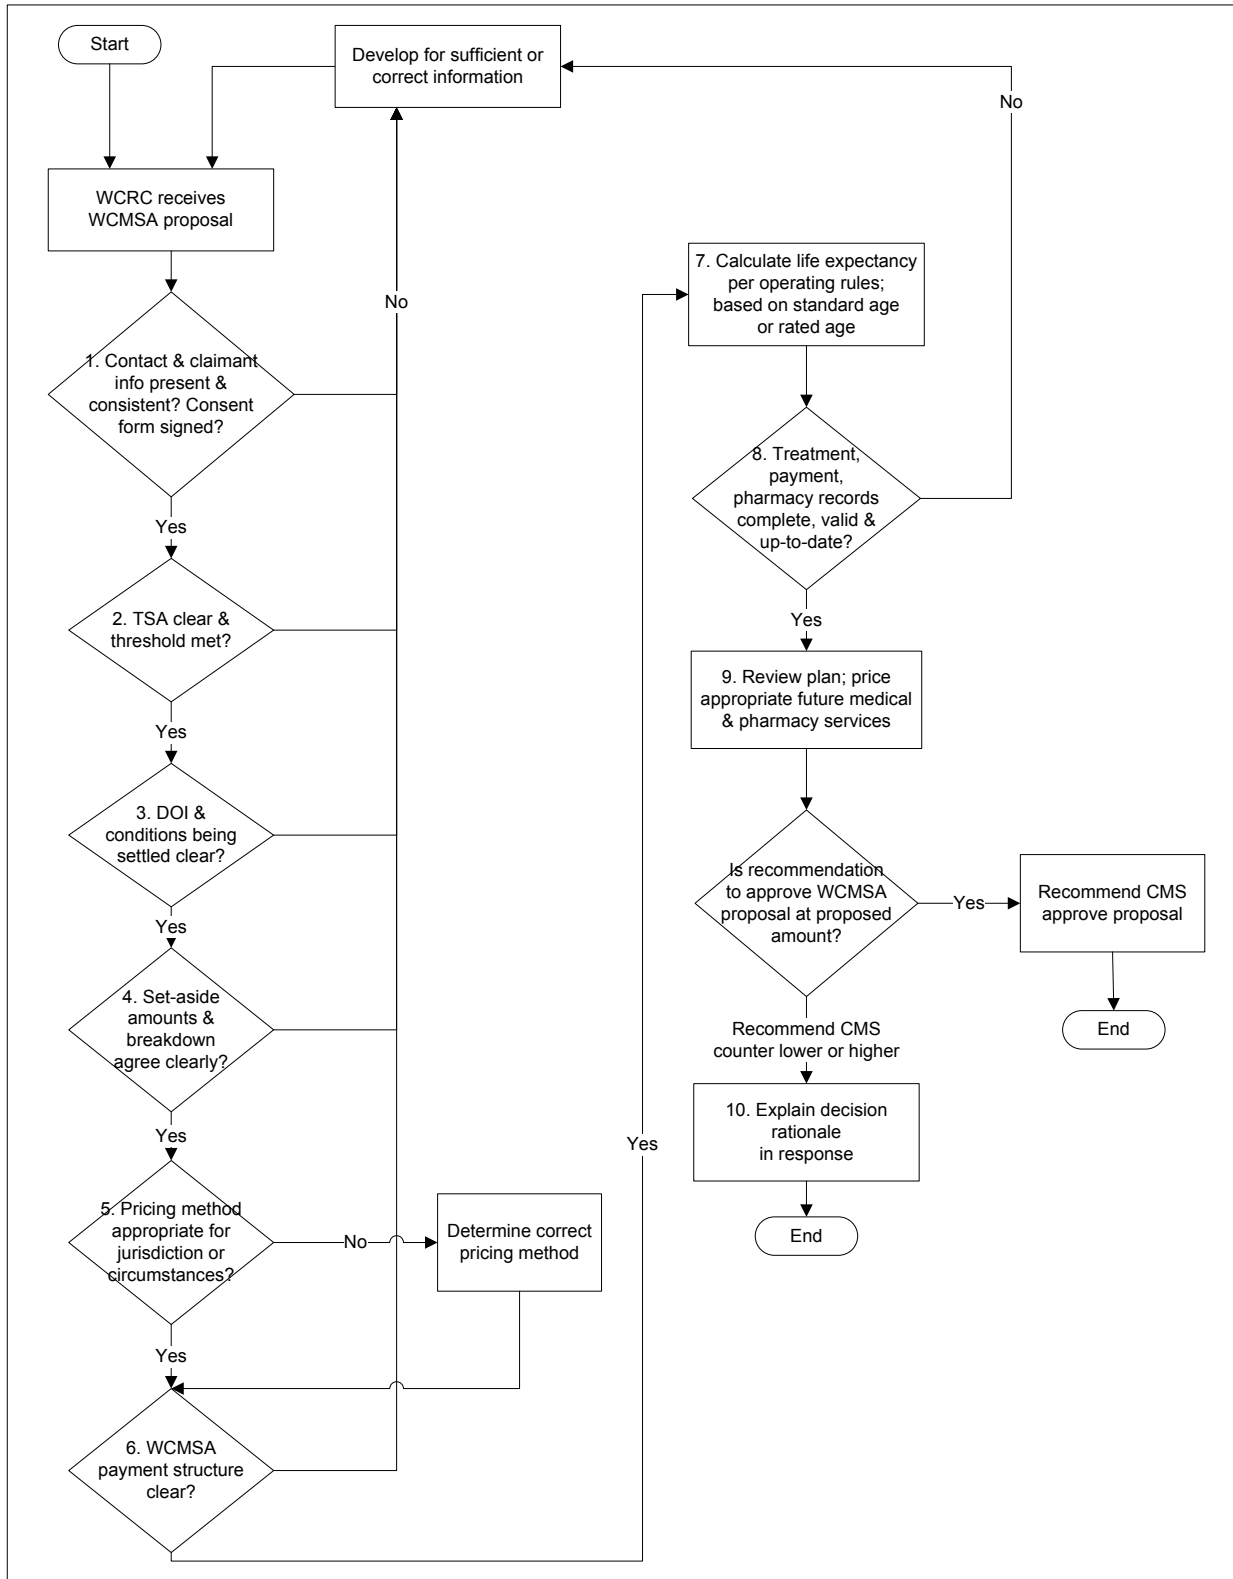 Start
Develop for sufficient or
correct information
No
WCRC receives
WCMSA proposal
No
1. Contact & claimant
info present &
consistent? Consent
form signed?
Yes
2. TSA clear &
threshold met?
Yes
3. DOI &
conditions being
settled clear?
Yes
4. Set-aside
amounts &
breakdown
agree clearly?
Yes
5. Pricing method
appropriate for
jurisdiction or
circumstances?
No
Determine correct
pricing method
Yes
6. WCMSA
payment structure
clear?
Yes
7. Calculate life expectancy
per operating rules;
based on standard age
or rated age
8. Treatment,
payment,
pharmacy records
complete, valid &
up-to-date?
Yes
9. Review plan; price
appropriate future medical
& pharmacy services
Is recommendation
to approve WCMSA
proposal at proposed
amount?
Yes
Recommend CMS
approve proposal
End
Recommend CMS
counter lower or higher
10. Explain decision
rationale
in response
End